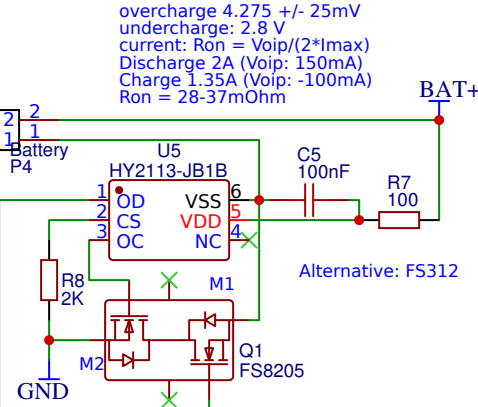 overcharge 4.275 +/- 25mV
undercharge: 2.8 V
current: Ron = Voip/(2*Imax)
Discharge 2A (Voip: 150mA)
Charge 1.35A (Voip: -100mA)
Ron = 28-37mOhm
BAT+
2 2
1 1
Battery
P4
U5
HY2113-JB1B
C5
100nF
R7
100
1 OD VSS 6
2 CS VDD 5
3 OC NC 4
Alternative: FS312
R8
2K
M1
M2
Q1
FS8205
GND